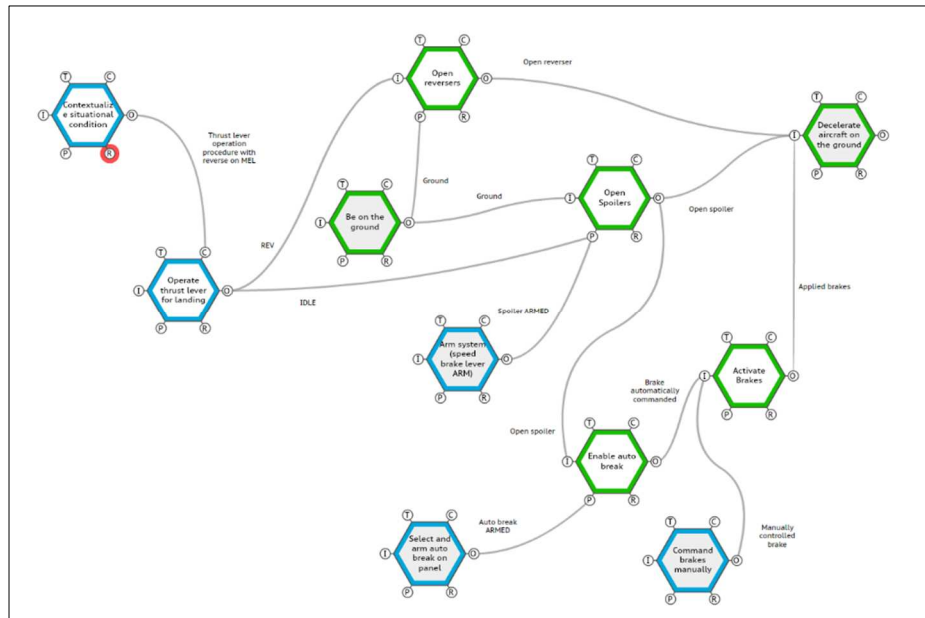 T
C
I
O
P
R
Contextualiz
e situational
condition
Thrust lever
operation
procedure with
reverse on MEL
T
C
I
O
P
R
Open
reversers
Open reverser
T
C
I
O
P
R
Decelerate
aircraft on
the ground
T
C
I
O
P
R
Be on the
ground
Ground
Ground
T
C
I
O
P
R
Open
Spoilers
Open spoiler
T
C
I
O
P
R
Operate
thrust lever
for landing
REV
IDLE
Spoiler ARMED
T
C
I
O
P
R
Arm system
(speed
brake lever
ARM)
Applied brakes
T
C
I
O
P
R
Activate
Brakes
Brake
automatically
commanded
Open spoiler
T
C
I
O
P
R
Enable auto
break
Auto break
ARMED
T
C
I
O
P
R
Select and
arm auto
break on
panel
T
C
I
O
P
R
Command
brakes
manually
Manually
controlled
brake